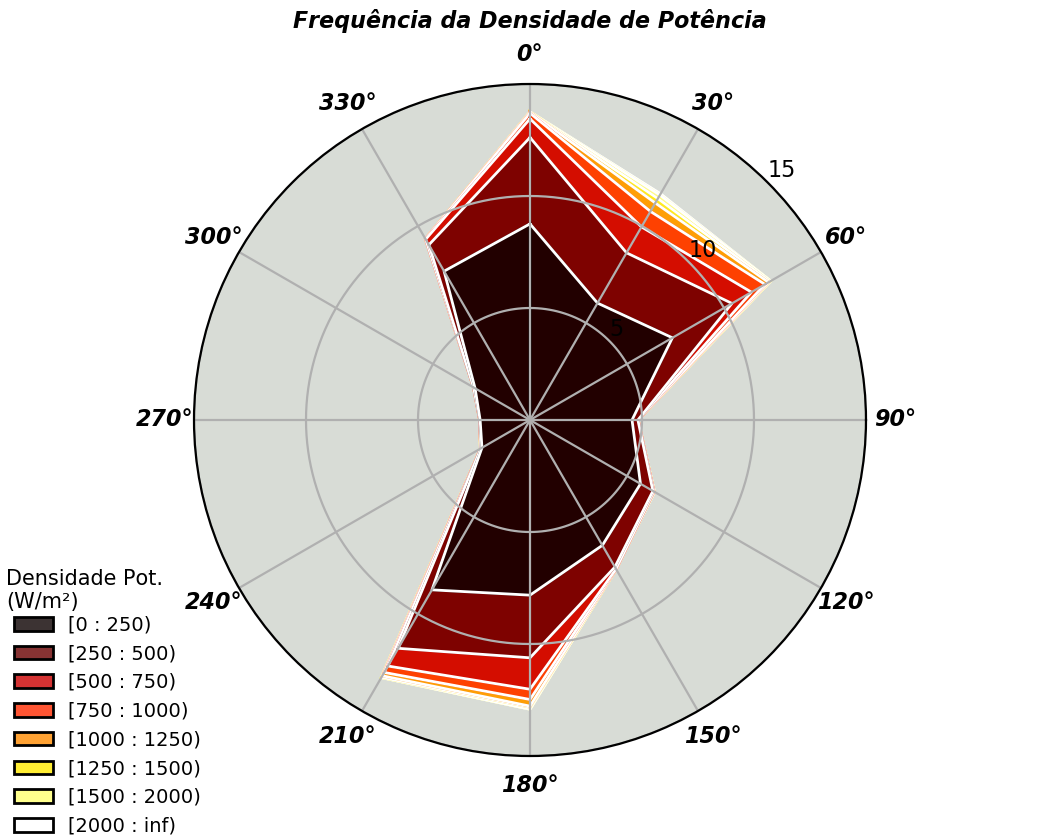 Frequência da Densidade de Potência
0°
330°
30°
15
300°
60°
10
5
270°
90°
Densidade Pot.
(W/m²)
240°
120°
[0 : 250)
[250 : 500)
[500 : 750)
[750 : 1000)
210°
150°
[1000 : 1250)
[1250 : 1500)
180°
[1500 : 2000)
[2000 : inf)